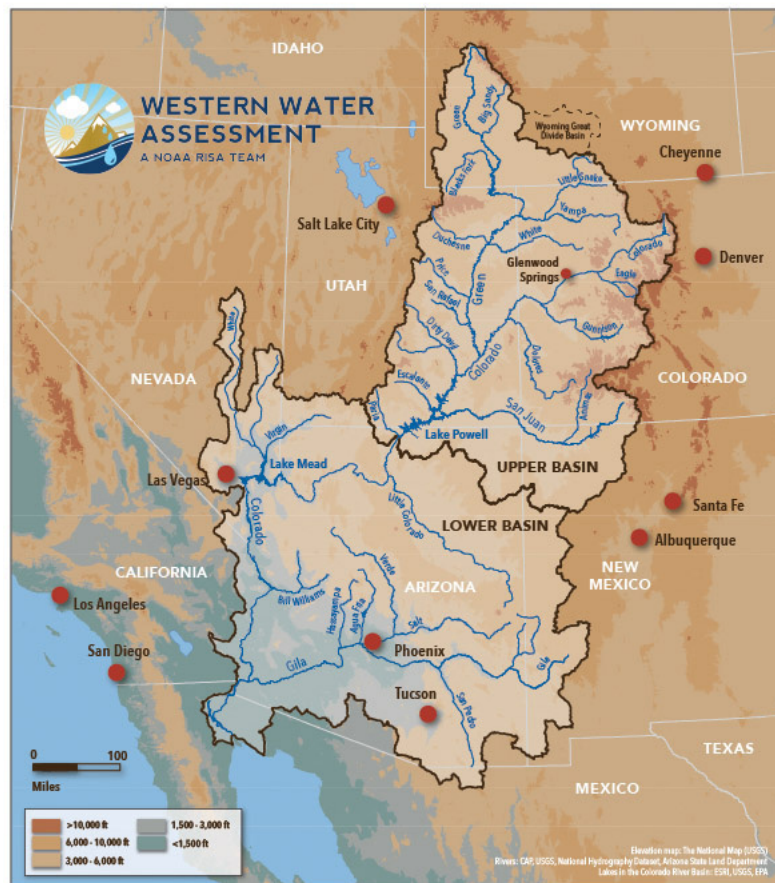 IDAHO
WESTERN WATER
ASSESSMENT
A NOAA RISA TEAM
Green
Big Sandy
Wyoming Great
Divide Basin
WYOMING
Cheyenne
Blacks Fork
Little Snake
Yampa
Salt Lake City
Duchesne
White
Glenwood
Springs
Colorado
Denver
Eagle
UTAH
Price
San Rafael
Green
Dirty Devil
Gunnison
White
Colorado
Dolores
NEVADA
Escalante
COLORADO
Paria
San Juan
Animas
Lake Powell
Virgin
UPPER BASIN
Lake Mead
Las Vegas
Little Colorado
Santa Fe
Colorado
LOWER BASIN
Albuquerque
Verde
NEW
MEXICO
CALIFORNIA
ARIZONA
Los Angeles
Bill Williams
Hassayampa
Agua Fria
Salt
San Diego
Phoenix
Gila
Gila
Tucson
San Pedro
TEXAS
0 100
Miles
MEXICO
>10,000 ft
6,000 - 10,000 ft
3,000 - 6,000 ft
1,500 - 3,000 ft
<1,500 ft
Elevation map: The National Map (USGS)
Rivers: CAP, USGS, National Hydrography Dataset, Arizona State Land Department
Lakes in the Colorado River Basin: ESRI, USGS, EPA